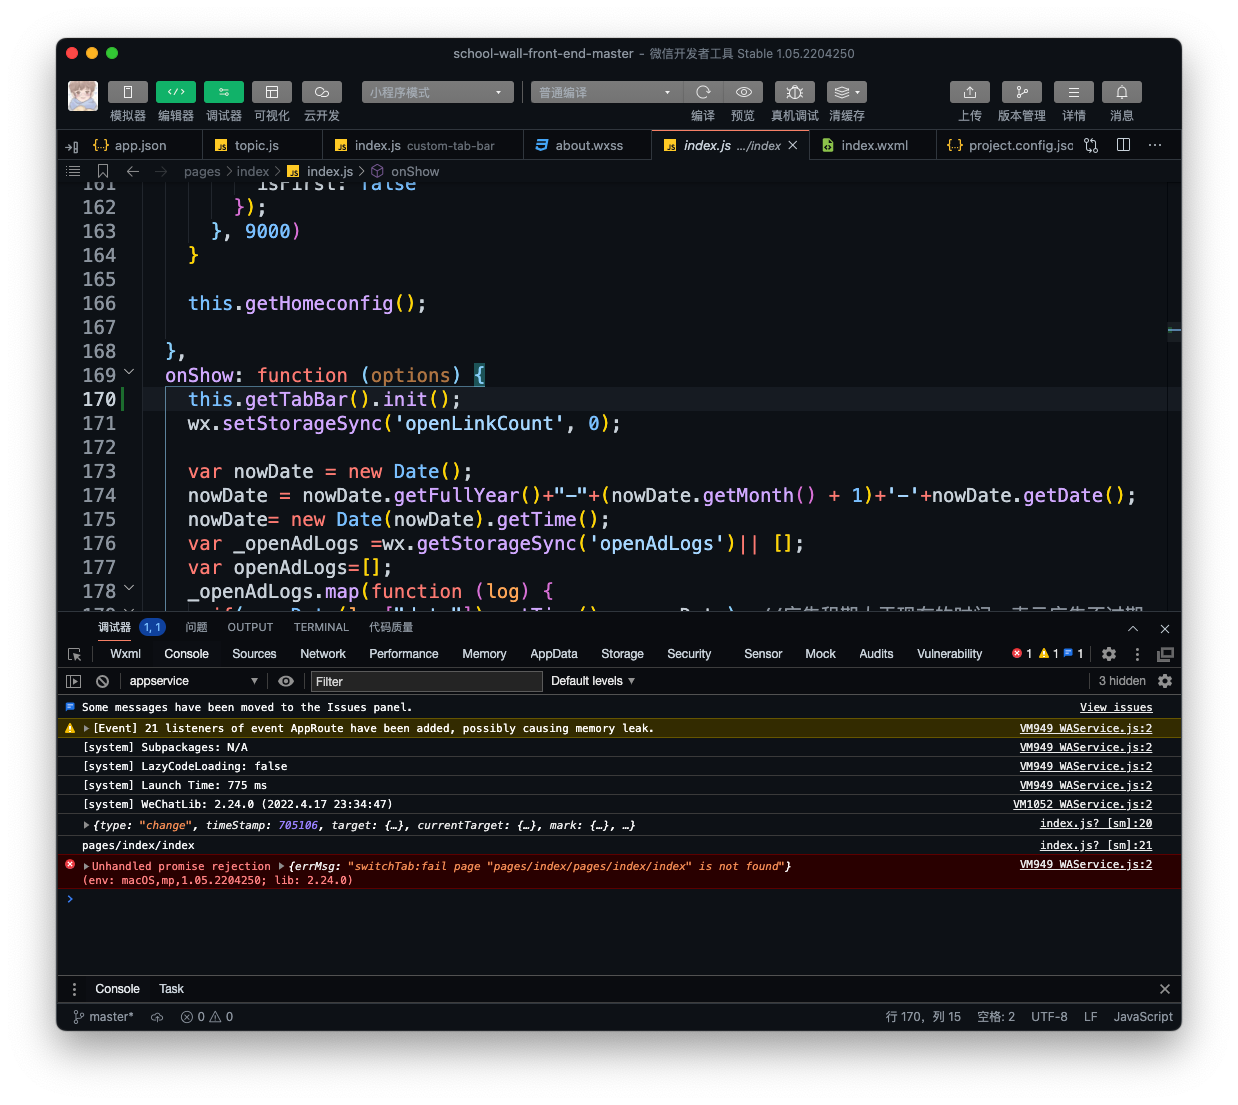 school-wall-front-end-master - 微信开发者工具 Stable 1.05.2204250
小程序模式
普通编译
模拟器 编辑器 调试器 可视化 云开发 编译 预览 真机调试 清缓存 上传 版本管理 详情 消息
{..} app.json JS topic.js JS index.js custom-tab-bar about.wxss JS index.js .../index index.wxml {..} project.config.jsc
pages > index > JS index.js > onShow
161 isFirst: false
162 });
163 }, 9000)
164 }
165
166 this.getHomeconfig();
167
168 },
169 onShow: function (options) {
170 this.getTabBar().init();
171 wx.setStorageSync('openLinkCount', 0);
172
173 var nowDate = new Date();
174 nowDate = nowDate.getFullYear()+"-"+(nowDate.getMonth() + 1)+'-'+nowDate.getDate();
175 nowDate= new Date(nowDate).getTime();
176 var _openAdLogs =wx.getStorageSync('openAdLogs')|| [];
177 var openAdLogs=[];
178 _openAdLogs.map(function (log) {
调试器 1, 1 问题 OUTPUT TERMINAL 代码质量
Wxml Console Sources Network Performance Memory AppData Storage Security Sensor Mock Audits Vulnerability 1 1 1
appservice Filter Default levels 3 hidden
Some messages have been moved to the Issues panel. View issues
[Event] 21 listeners of event AppRoute have been added, possibly causing memory leak. VM949 WAService.js:2
[system] Subpackages: N/A VM949 WAService.js:2
[system] LazyCodeLoading: false VM949 WAService.js:2
[system] Launch Time: 775 ms VM949 WAService.js:2
[system] WeChatLib: 2.24.0 (2022.4.17 23:34:47) VM1052 WAService.js:2
{type: "change", timeStamp: 705106, target: {…}, currentTarget: {…}, mark: {…}, …} index.js? [sm]:20
pages/index/index index.js? [sm]:21
Unhandled promise rejection {errMsg: "switchTab:fail page "pages/index/pages/index/index" is not found"} VM949 WAService.js:2
(env: macOS,mp,1.05.2204250; lib: 2.24.0)
Console Task
master* 0 0 行 170，列 15 空格: 2 UTF-8 LF JavaScript